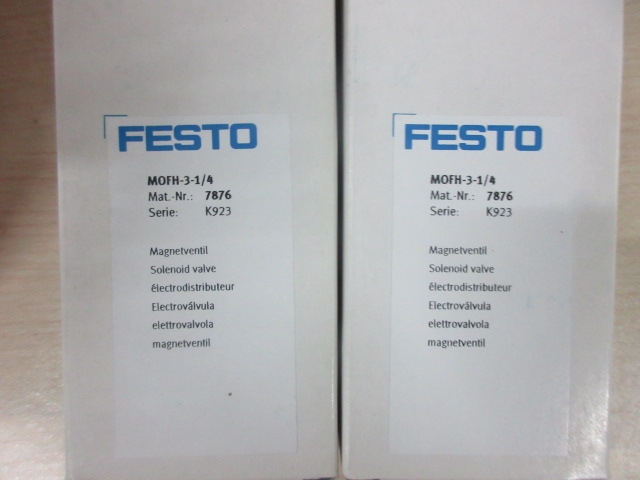 FESTO
MOFH-3-1/4
Mat.-Nr.: 7876
Serie: K923
Magnetventil
Solenoid valve
électrodistributeur
Electroválvula
elettrovalvola
magnetventil
FESTO
MOFH-3-1/4
Mat.-Nr.: 7876
Serie: K923
Magnetventil
Solenoid valve
électrodistributeur
Electroválvula
elettrovalvola
magnetventil